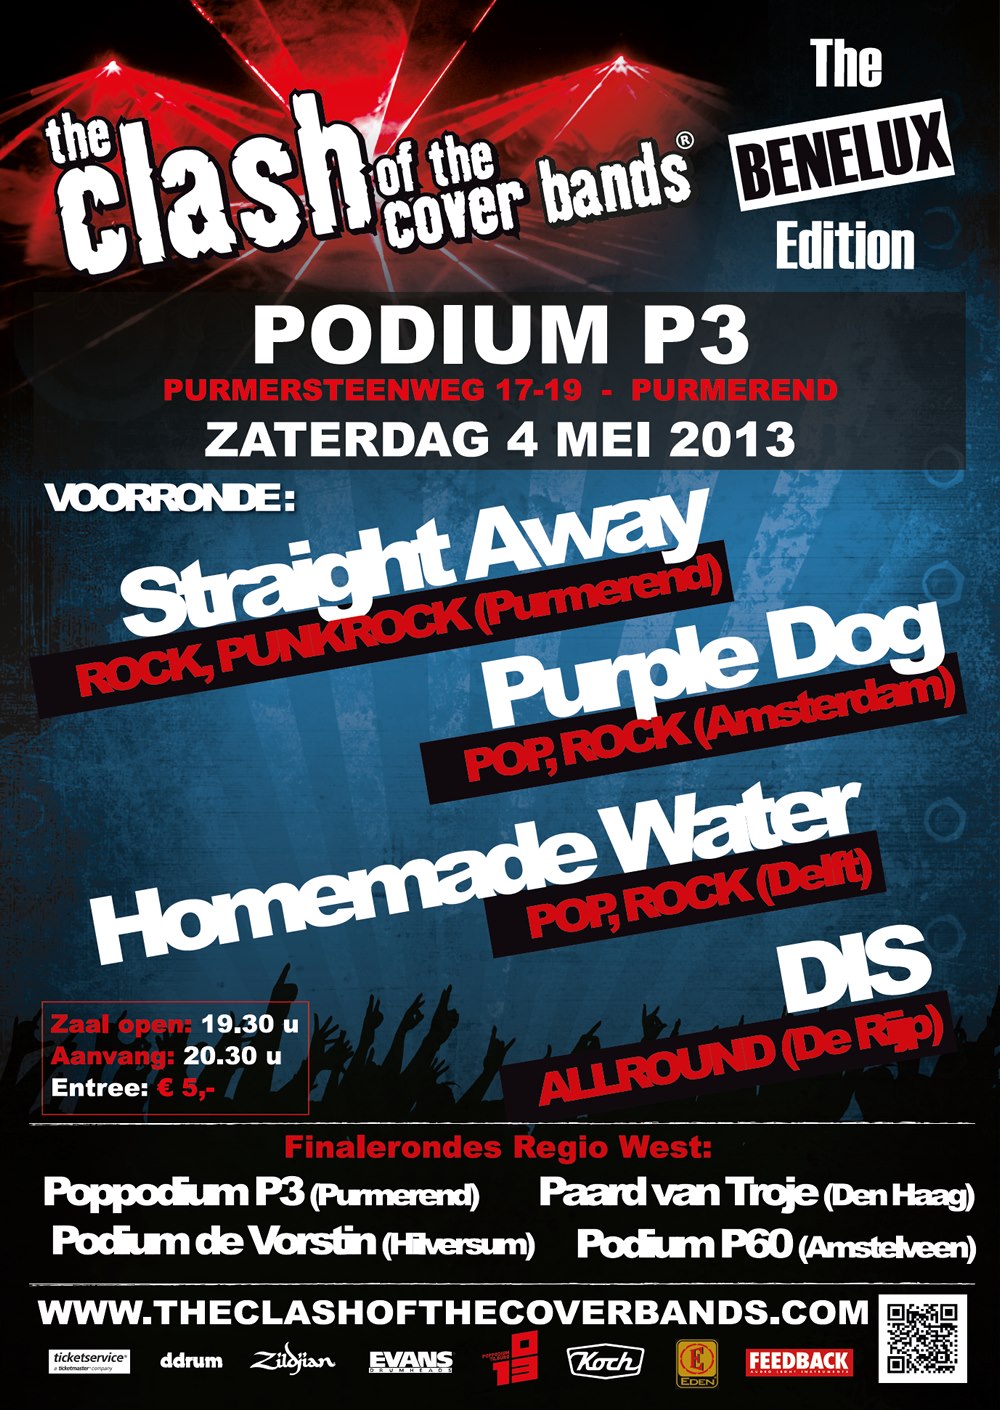 the clash of the cover bands®
The
BENELUX
Edition
PODIUM P3
PURMERSTEENWEG 17-19 - PURMEREND
ZATERDAG 4 MEI 2013
VOORRONDE:
Straight Away
ROCK, PUNKROCK (Purmerend)
Purple Dog
POP, ROCK (Amsterdam)
Homemade Water
POP, ROCK (Delft)
DIS
ALLROUND (De Rijp)
Zaal open: 19.30 u
Aanvang: 20.30 u
Entree: € 5,-
Finalerondes Regio West:
Poppodium P3 (Purmerend) Paard van Troje (Den Haag)
Podium de Vorstin (Hilversum) Podium P60 (Amstelveen)
WWW.THECLASHOFTHECOVERBANDS.COM
ticketservice® ddrum Zildjian EVANS 013 Koch E FEEDBACK
a ticketmaster® company DRUMHEADS EDEN